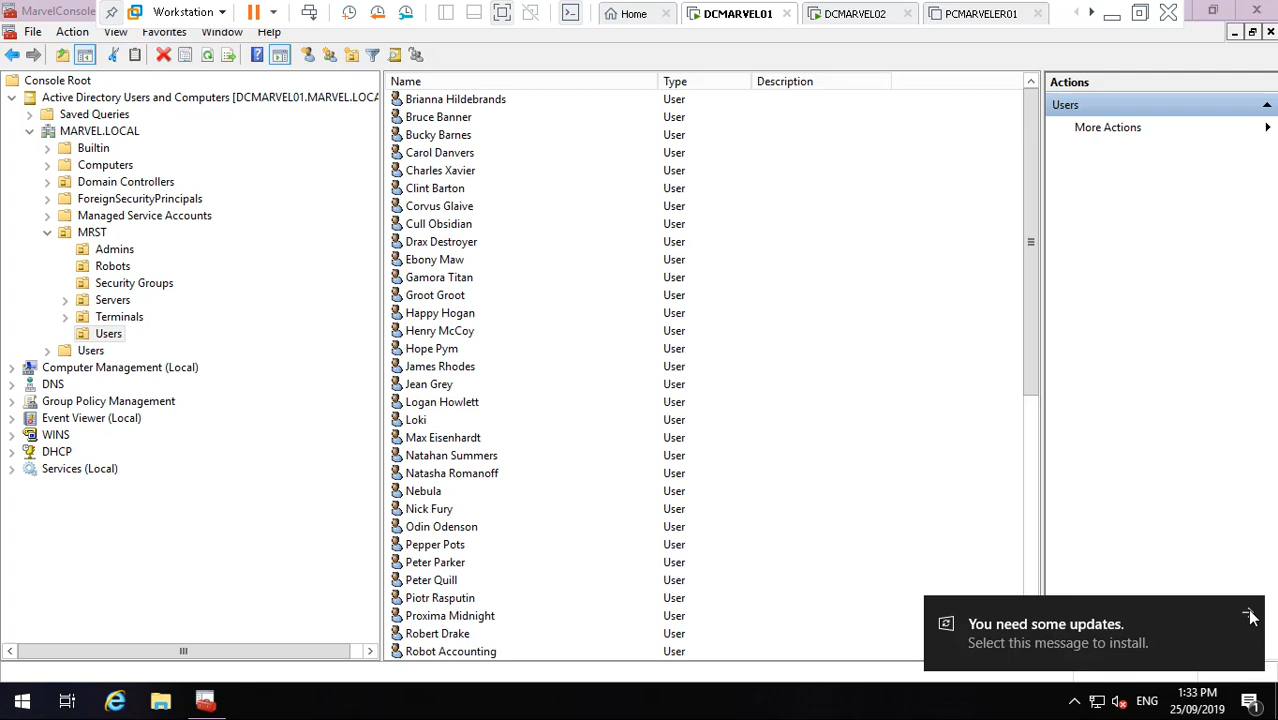 MarvelConsole
Workstation
Home
DCMARVEL01
DCMARVEL02
PCMARVELER01
File Action View Favorites Window Help
Console Root
Active Directory Users and Computers [DCMARVEL01.MARVEL.LOCA
Saved Queries
MARVEL.LOCAL
Builtin
Computers
Domain Controllers
ForeignSecurityPrincipals
Managed Service Accounts
MRST
Admins
Robots
Security Groups
Servers
Terminals
Users
Users
Computer Management (Local)
DNS
Group Policy Management
Event Viewer (Local)
WINS
DHCP
Services (Local)
Name Type Description
Brianna Hildebrands User
Bruce Banner User
Bucky Barnes User
Carol Danvers User
Charles Xavier User
Clint Barton User
Corvus Glaive User
Cull Obsidian User
Drax Destroyer User
Ebony Maw User
Gamora Titan User
Groot Groot User
Happy Hogan User
Henry McCoy User
Hope Pym User
James Rhodes User
Jean Grey User
Logan Howlett User
Loki User
Max Eisenhardt User
Natahan Summers User
Natasha Romanoff User
Nebula User
Nick Fury User
Odin Odenson User
Pepper Pots User
Peter Parker User
Peter Quill User
Piotr Rasputin User
Proxima Midnight User
Robert Drake User
Robot Accounting User
Actions
Users
More Actions
You need some updates.
Select this message to install.
ENG
1:33 PM
25/09/2019
1